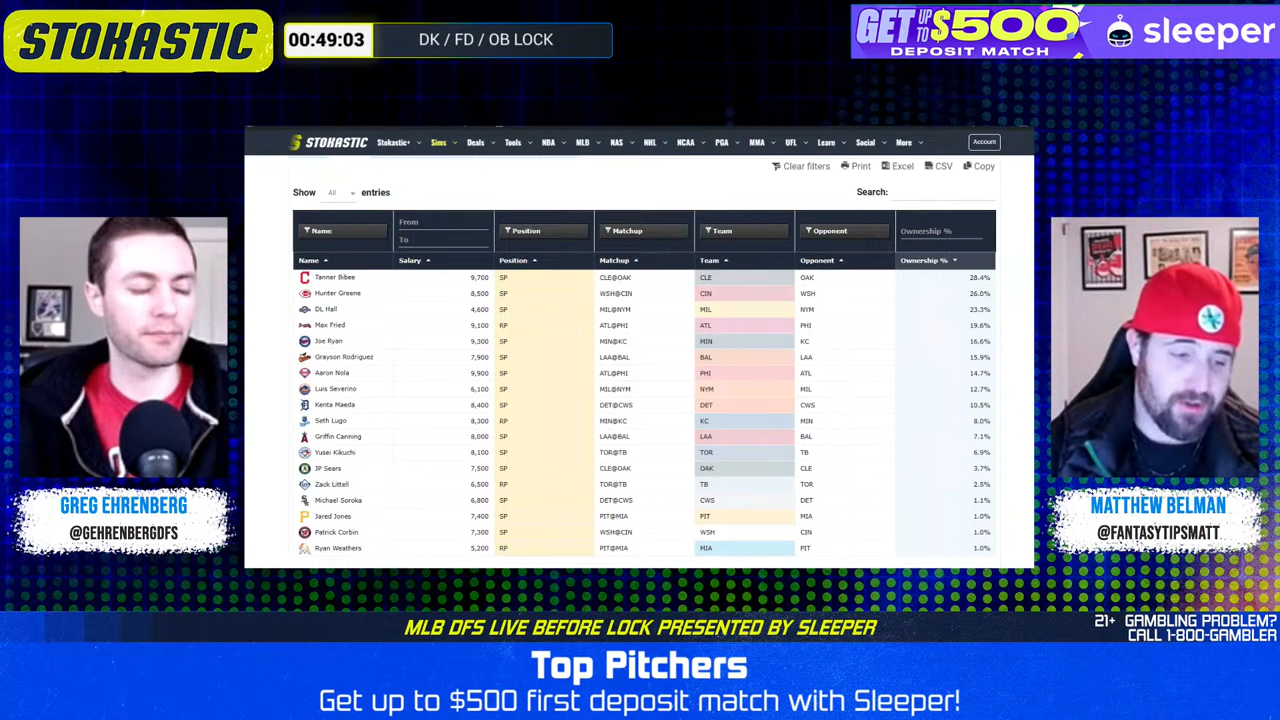 STOKASTIC
00:49:03
DK / FD / OB LOCK
GET UP TO $500
DEPOSIT MATCH
sleeper
STOKASTIC Stokastic+ Sims Deals Tools NBA MLB NAS NHL NCAA PGA MMA UFL Learn Social More Account
Clear filters Print Excel CSV Copy
Show All entries Search:
Name From To Position Matchup Team Opponent Ownership %
Name Salary Position Matchup Team Opponent Ownership %
Tanner Bibee 9,700 SP CLE@OAK CLE OAK 28.4%
Hunter Greene 8,500 SP WSH@CIN CIN WSH 26.0%
DL Hall 4,600 SP MIL@NYM MIL NYM 23.3%
Max Fried 9,100 RP ATL@PHI ATL PHI 19.6%
Joe Ryan 9,300 SP MIN@KC MIN KC 16.6%
Grayson Rodriguez 7,900 SP LAA@BAL BAL LAA 15.9%
Aaron Nola 9,900 SP ATL@PHI PHI ATL 14.7%
Luis Severino 6,100 SP MIL@NYM NYM MIL 12.7%
Kenta Maeda 8,400 SP DET@CWS DET CWS 10.5%
Seth Lugo 8,300 RP MIN@KC KC MIN 8.0%
Griffin Canning 8,000 SP LAA@BAL LAA BAL 7.1%
Yusei Kikuchi 8,100 SP TOR@TB TOR TB 6.9%
JP Sears 7,500 SP CLE@OAK OAK CLE 3.7%
Zack Littell 6,500 RP TOR@TB TB TOR 2.5%
Michael Soroka 6,800 SP DET@CWS CWS DET 1.1%
Jared Jones 7,400 SP PIT@MIA PIT MIA 1.0%
Patrick Corbin 7,300 SP WSH@CIN WSH CIN 1.0%
Ryan Weathers 5,200 RP PIT@MIA MIA PIT 1.0%
GREG EHRENBERG
@GEHRENBERGDFS
MATTHEW BELMAN
@FANTASYTIPSMATT
MLB DFS LIVE BEFORE LOCK PRESENTED BY SLEEPER
21+ GAMBLING PROBLEM?
CALL 1-800-GAMBLER
Top Pitchers
Get up to $500 first deposit match with Sleeper!